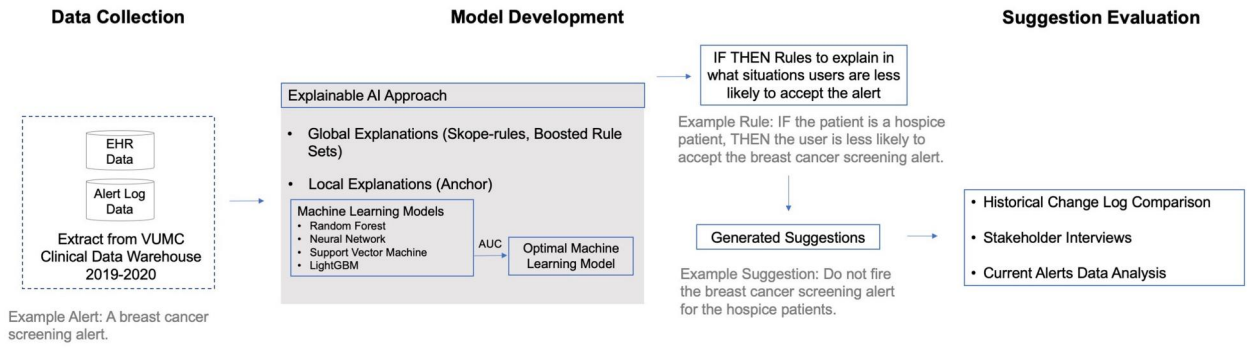 Data Collection
Model Development
Suggestion Evaluation
EHR
Data
Alert Log
Data
Extract from VUMC
Clinical Data Warehouse
2019-2020
Example Alert: A breast cancer
screening alert.
Explainable AI Approach
• Global Explanations (Skope-rules, Boosted Rule
Sets)
• Local Explanations (Anchor)
Machine Learning Models
• Random Forest
• Neural Network
• Support Vector Machine
• LightGBM
AUC
Optimal Machine
Learning Model
IF THEN Rules to explain in
what situations users are less
likely to accept the alert
Example Rule: IF the patient is a hospice
patient, THEN the user is less likely to
accept the breast cancer screening alert.
Generated Suggestions
Example Suggestion: Do not fire
the breast cancer screening alert
for the hospice patients.
• Historical Change Log Comparison
• Stakeholder Interviews
• Current Alerts Data Analysis